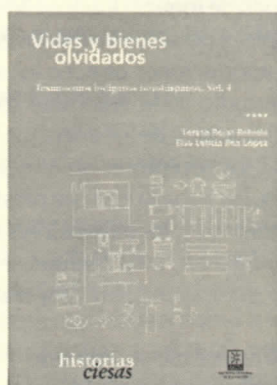 Vidas y bienes
olvidados
Testamentos indígenas novohispanos, Vol. 4
Teresa Rojas Rabiela
Elsa Leticia Rea López
historias
ciesas